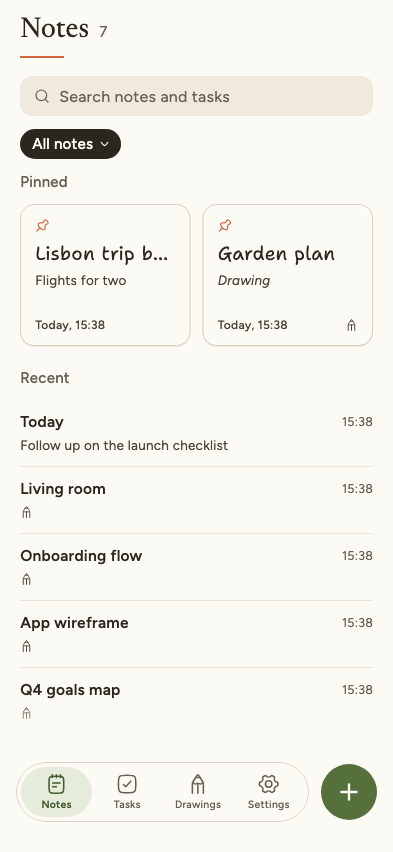 Notes 7
Search notes and tasks
All notes
Pinned
Lisbon trip b...
Flights for two
Today, 15:38
Garden plan
Drawing
Today, 15:38
Recent
Today 15:38
Follow up on the launch checklist
Living room 15:38
Onboarding flow 15:38
App wireframe 15:38
Q4 goals map 15:38
Notes Tasks Drawings Settings